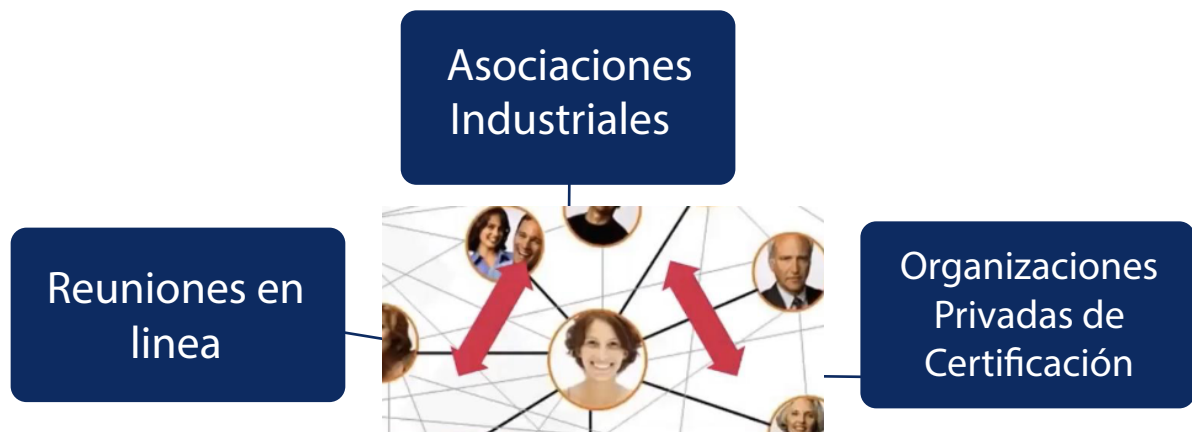 Asociaciones
Industriales
Reuniones en
linea
Organizaciones
Privadas de
Certificación